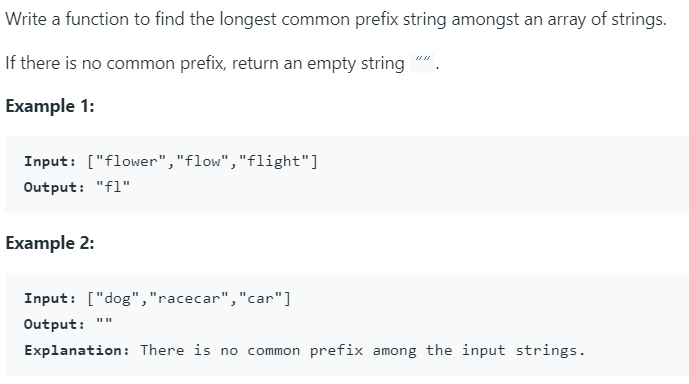 Write a function to find the longest common prefix string amongst an array of strings.
If there is no common prefix, return an empty string "" .
Example 1:
Input: ["flower","flow","flight"]
Output: "fl"
Example 2:
Input: ["dog","racecar","car"]
Output: ""
Explanation: There is no common prefix among the input strings.